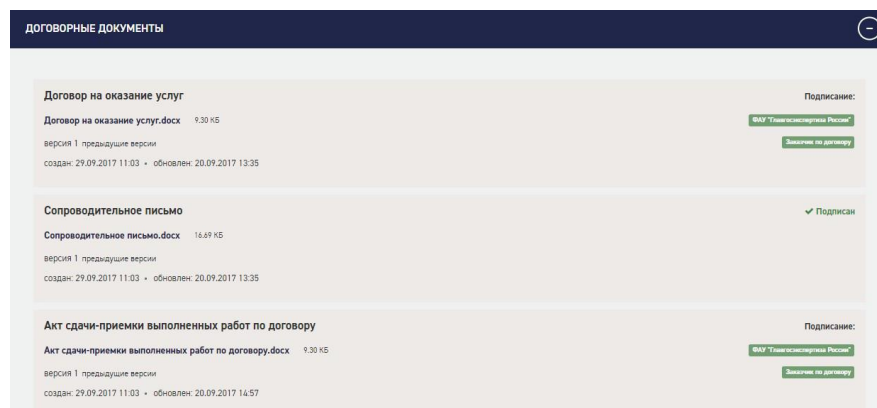 ДОГОВОРНЫЕ ДОКУМЕНТЫ
Договор на оказание услуг
Подписание:
Договор на оказание услуг.docx 9.30 КБ
ФАУ "Главгосэкспертиза России"
версия 1 предыдущие версии
Заказчик по договору
создан: 29.09.2017 11:03 • обновлен: 20.09.2017 13:35
Сопроводительное письмо
✔ Подписан
Сопроводительное письмо.docx 16.69 КБ
версия 1 предыдущие версии
создан: 29.09.2017 11:03 • обновлен: 20.09.2017 13:35
Акт сдачи-приемки выполненных работ по договору
Подписание:
Акт сдачи-приемки выполненных работ по договору.docx 9.30 КБ
ФАУ "Главгосэкспертиза России"
версия 1 предыдущие версии
Заказчик по договору
создан: 29.09.2017 11:03 • обновлен: 20.09.2017 14:57